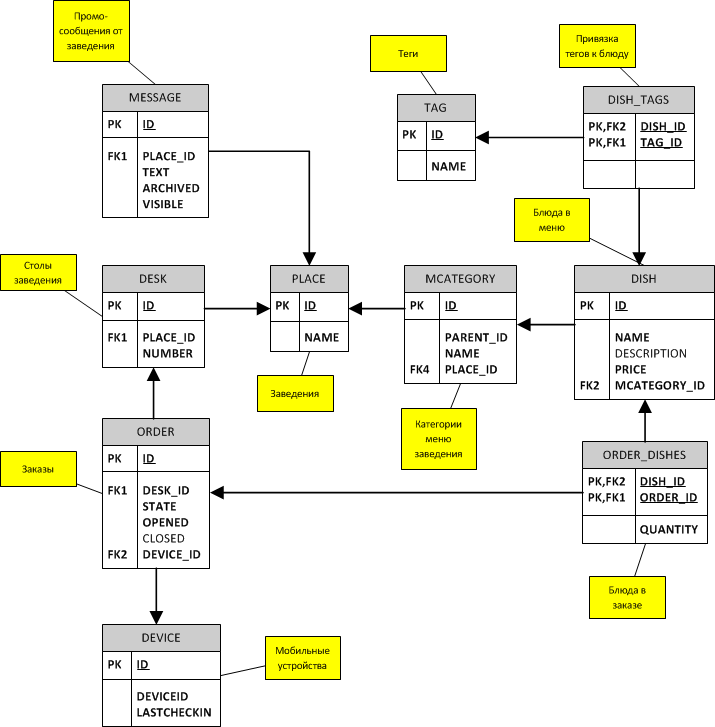 Промо-
сообщения от
заведения
MESSAGE
PK ID
FK1 PLACE_ID
TEXT
ARCHIVED
VISIBLE
Теги
TAG
PK ID
NAME
Привязка
тегов к блюду
DISH_TAGS
PK,FK2 DISH_ID
PK,FK1 TAG_ID
Столы
заведения
DESK
PK ID
FK1 PLACE_ID
NUMBER
PLACE
PK ID
NAME
Заведения
MCATEGORY
PK ID
PARENT_ID
NAME
FK4 PLACE_ID
Категории
меню
заведения
Блюда в
меню
DISH
PK ID
NAME
DESCRIPTION
PRICE
FK2 MCATEGORY_ID
Заказы
ORDER
PK ID
FK1 DESK_ID
STATE
OPENED
CLOSED
FK2 DEVICE_ID
ORDER_DISHES
PK,FK2 DISH_ID
PK,FK1 ORDER_ID
QUANTITY
Блюда в
заказе
DEVICE
PK ID
DEVICEID
LASTCHECKIN
Мобильные
устройства